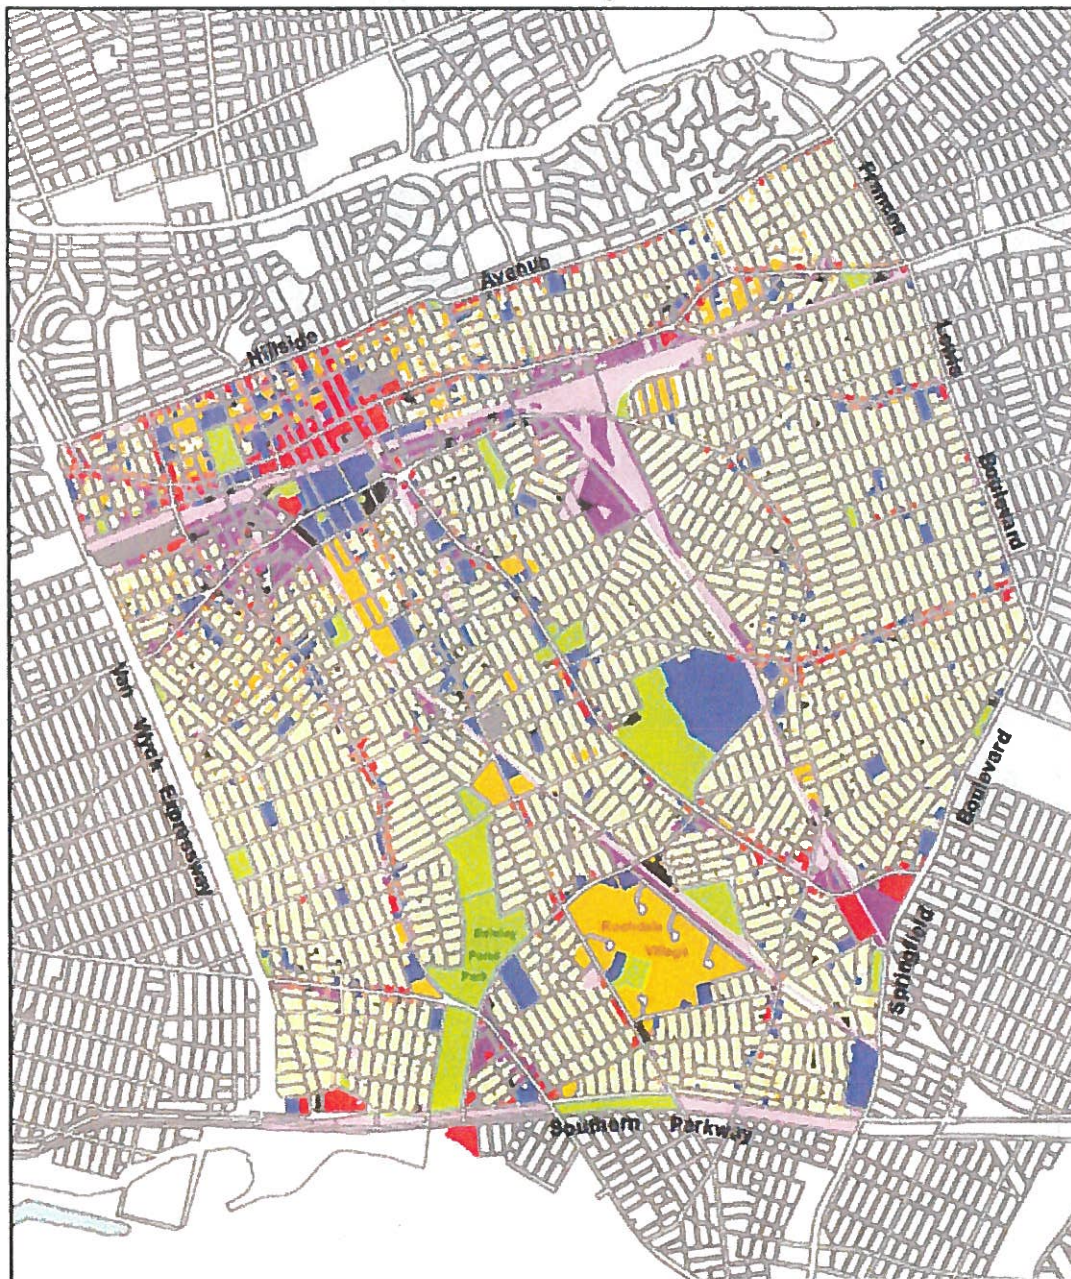 Francis
Avenue
Hillside
Lewis
Boulevard
Van Wyck Expressway
Boulevard
Springfield
Rochdale
Village
Baisley
Pond
Park
Southern Parkway